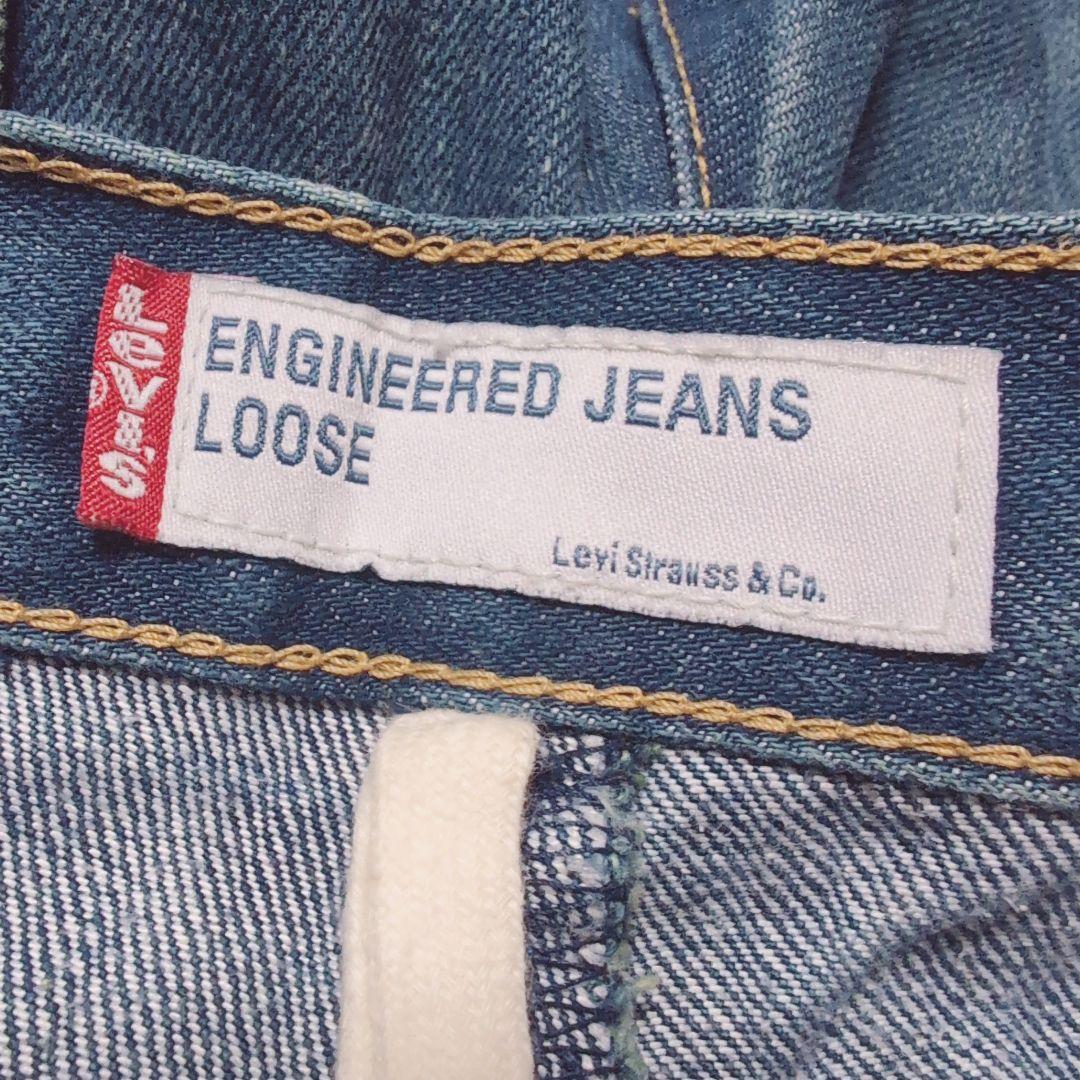 LEVI'S®
ENGINEERED JEANS
LOOSE
Levi Strauss & Co.